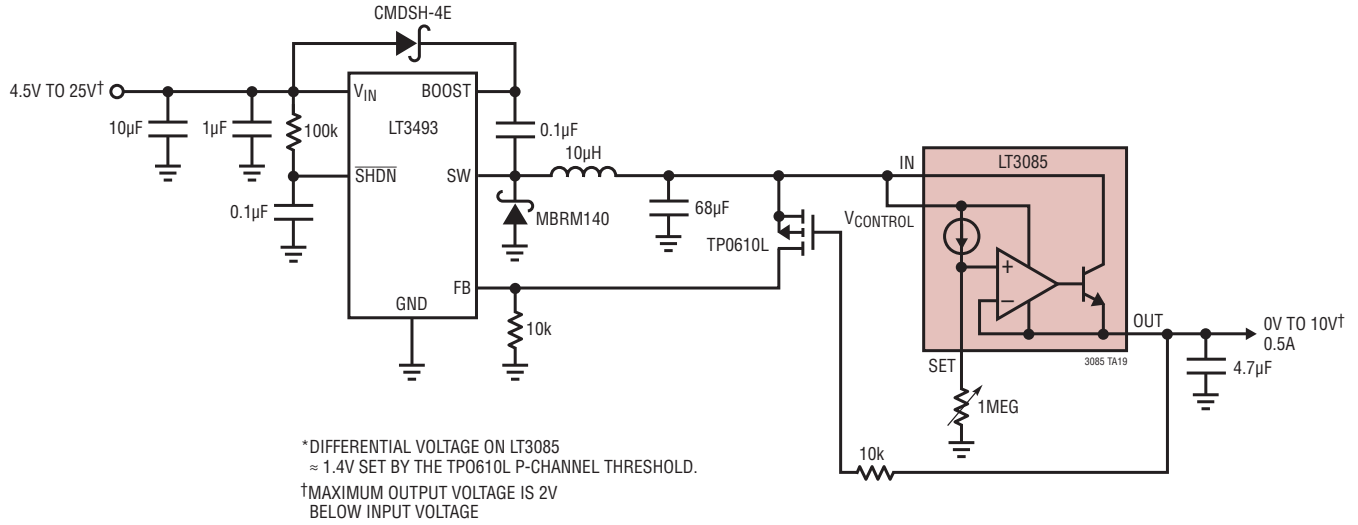 CMDSH-4E
4.5V TO 25V†
VIN
BOOST
LT3493
10µF
1µF
100k
0.1µF
10µH
IN
LT3085
SHDN
SW
0.1µF
MBRM140
68µF
TP0610L
VCONTROL
+
−
FB
GND
10k
OUT
0V TO 10V†
0.5A
SET
3085 TA19
4.7µF
1MEG
10k
*DIFFERENTIAL VOLTAGE ON LT3085
≈ 1.4V SET BY THE TPO610L P-CHANNEL THRESHOLD.
†MAXIMUM OUTPUT VOLTAGE IS 2V
BELOW INPUT VOLTAGE